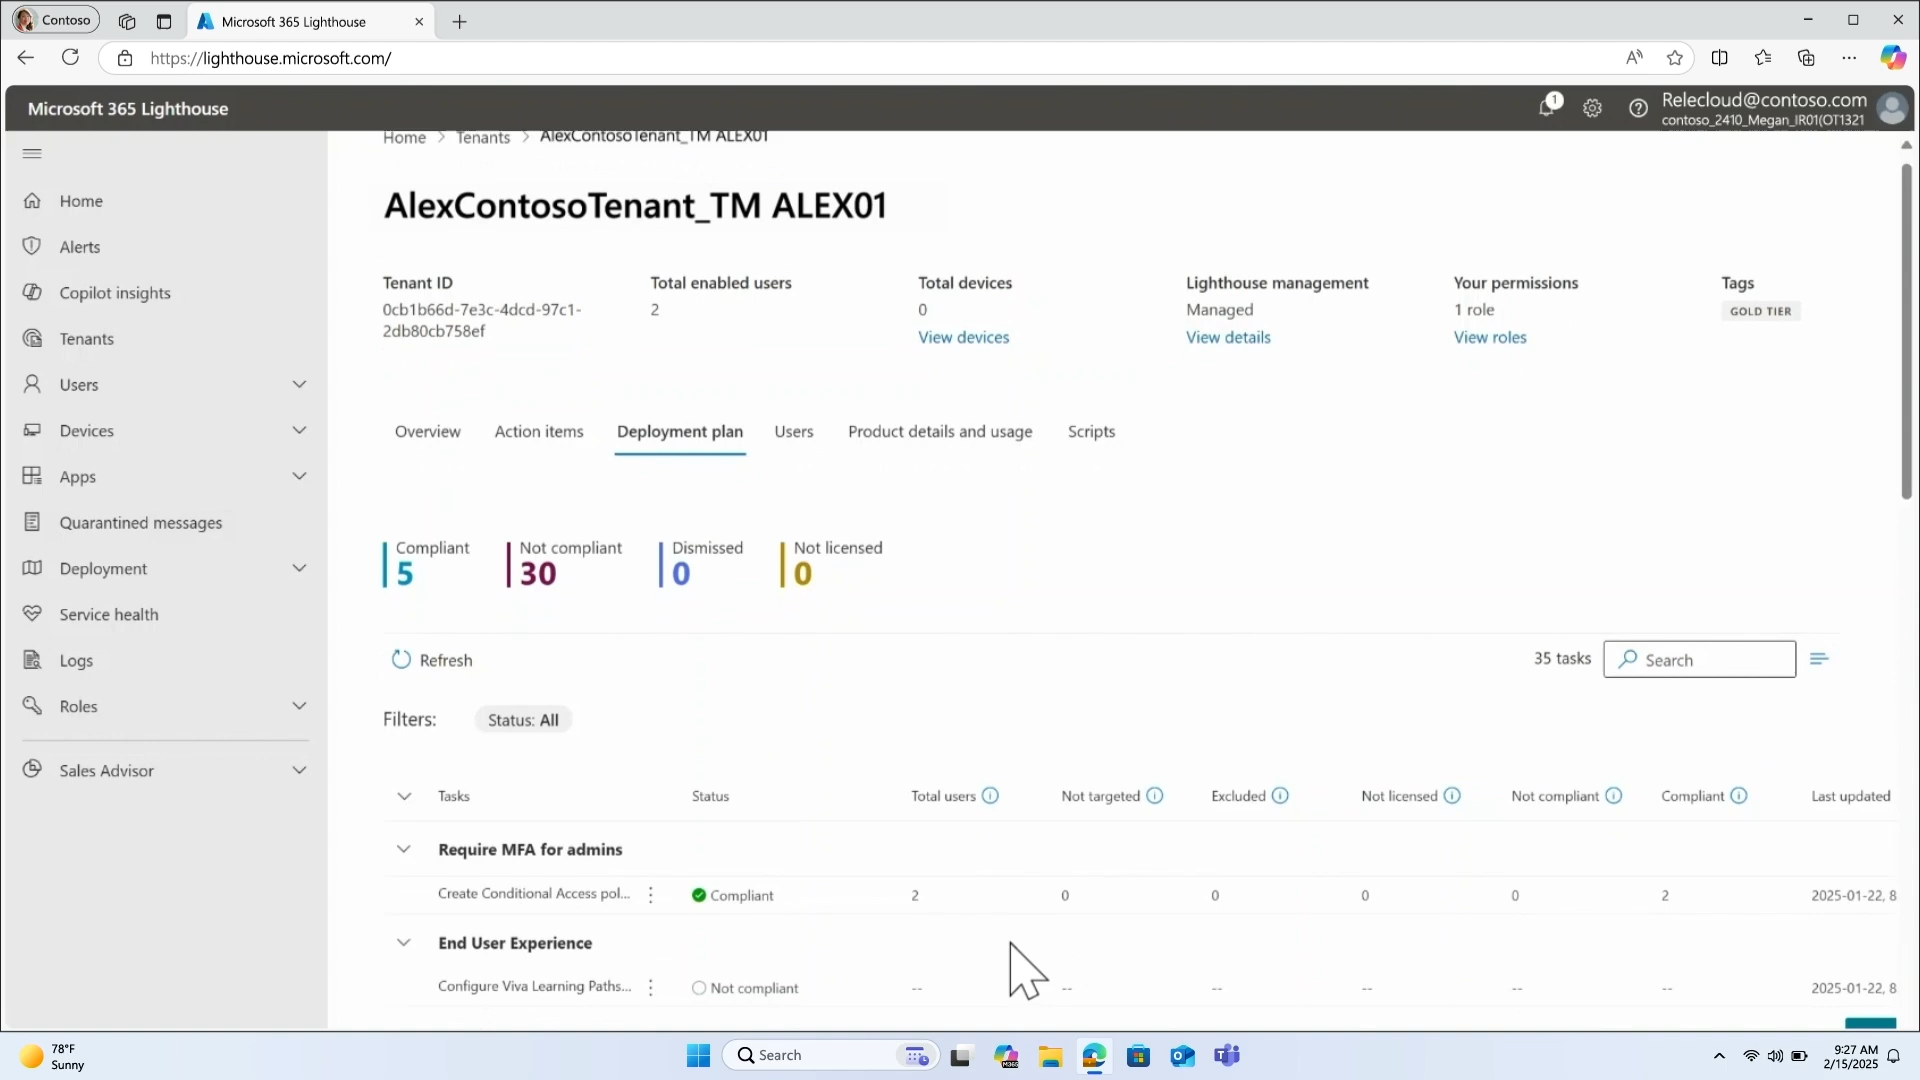 Contoso
Microsoft 365 Lighthouse
https://lighthouse.microsoft.com/
Microsoft 365 Lighthouse
1
Relecloud@contoso.com
contoso_2410_Megan_IR01(OT1321
Home > Tenants > AlexContosoTenant_TM ALEX01
Home
Alerts
Copilot insights
Tenants
Users
Devices
Apps
Quarantined messages
Deployment
Service health
Logs
Roles
Sales Advisor
AlexContosoTenant_TM ALEX01
Tenant ID
0cb1b66d-7e3c-4dcd-97c1-
2db80cb758ef
Total enabled users
2
Total devices
0
View devices
Lighthouse management
Managed
View details
Your permissions
1 role
View roles
Tags
GOLD TIER
Overview Action items Deployment plan Users Product details and usage Scripts
Compliant
5
Not compliant
30
Dismissed
0
Not licensed
0
Refresh
35 tasks
Search
Filters: Status: All
Tasks Status Total users Not targeted Excluded Not licensed Not compliant Compliant Last updated
Require MFA for admins
Create Conditional Access pol... Compliant 2 0 0 0 0 2 2025-01-22, 8
End User Experience
Configure Viva Learning Paths... Not compliant -- -- -- -- -- -- 2025-01-22, 8
78°F
Sunny
Search
M365
9:27 AM
2/15/2025